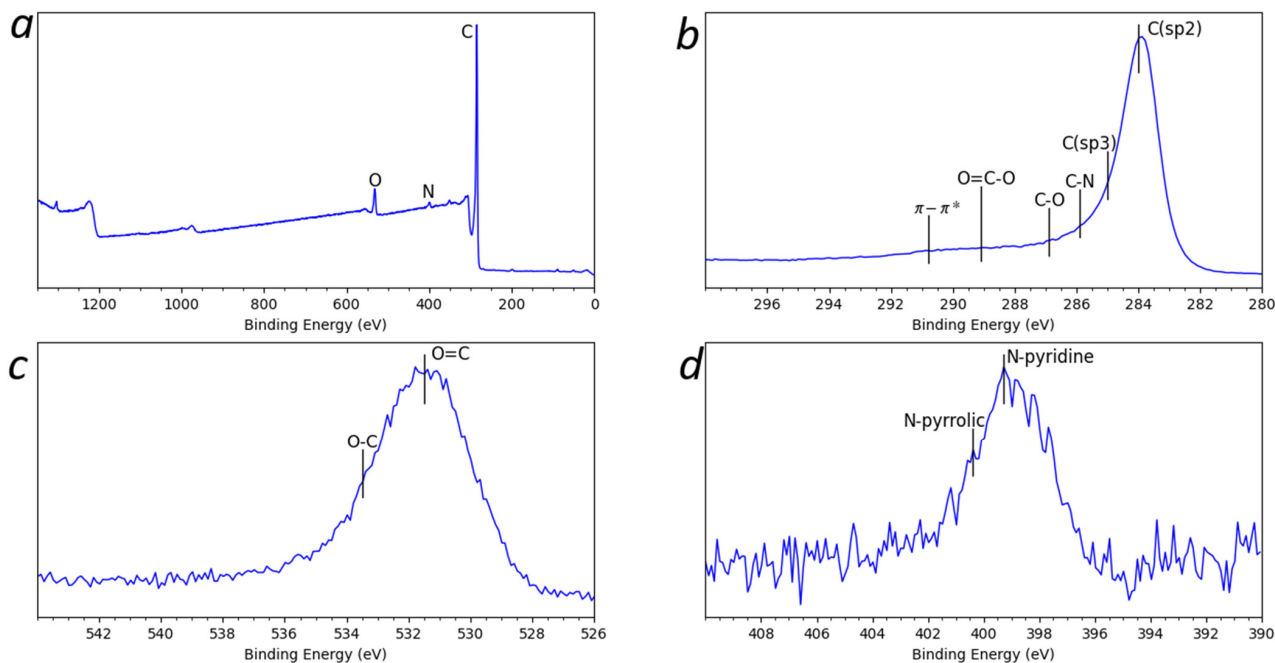 a
C
O
N
1200 1000 800 600 400 200 0
Binding Energy (eV)
b
C(sp2)
C(sp3)
O=C-O
C-N
C-O
π−π*
296 294 292 290 288 286 284 282 280
Binding Energy (eV)
c
O=C
O-C
542 540 538 536 534 532 530 528 526
Binding Energy (eV)
d
N-pyridine
N-pyrrolic
408 406 404 402 400 398 396 394 392 390
Binding Energy (eV)